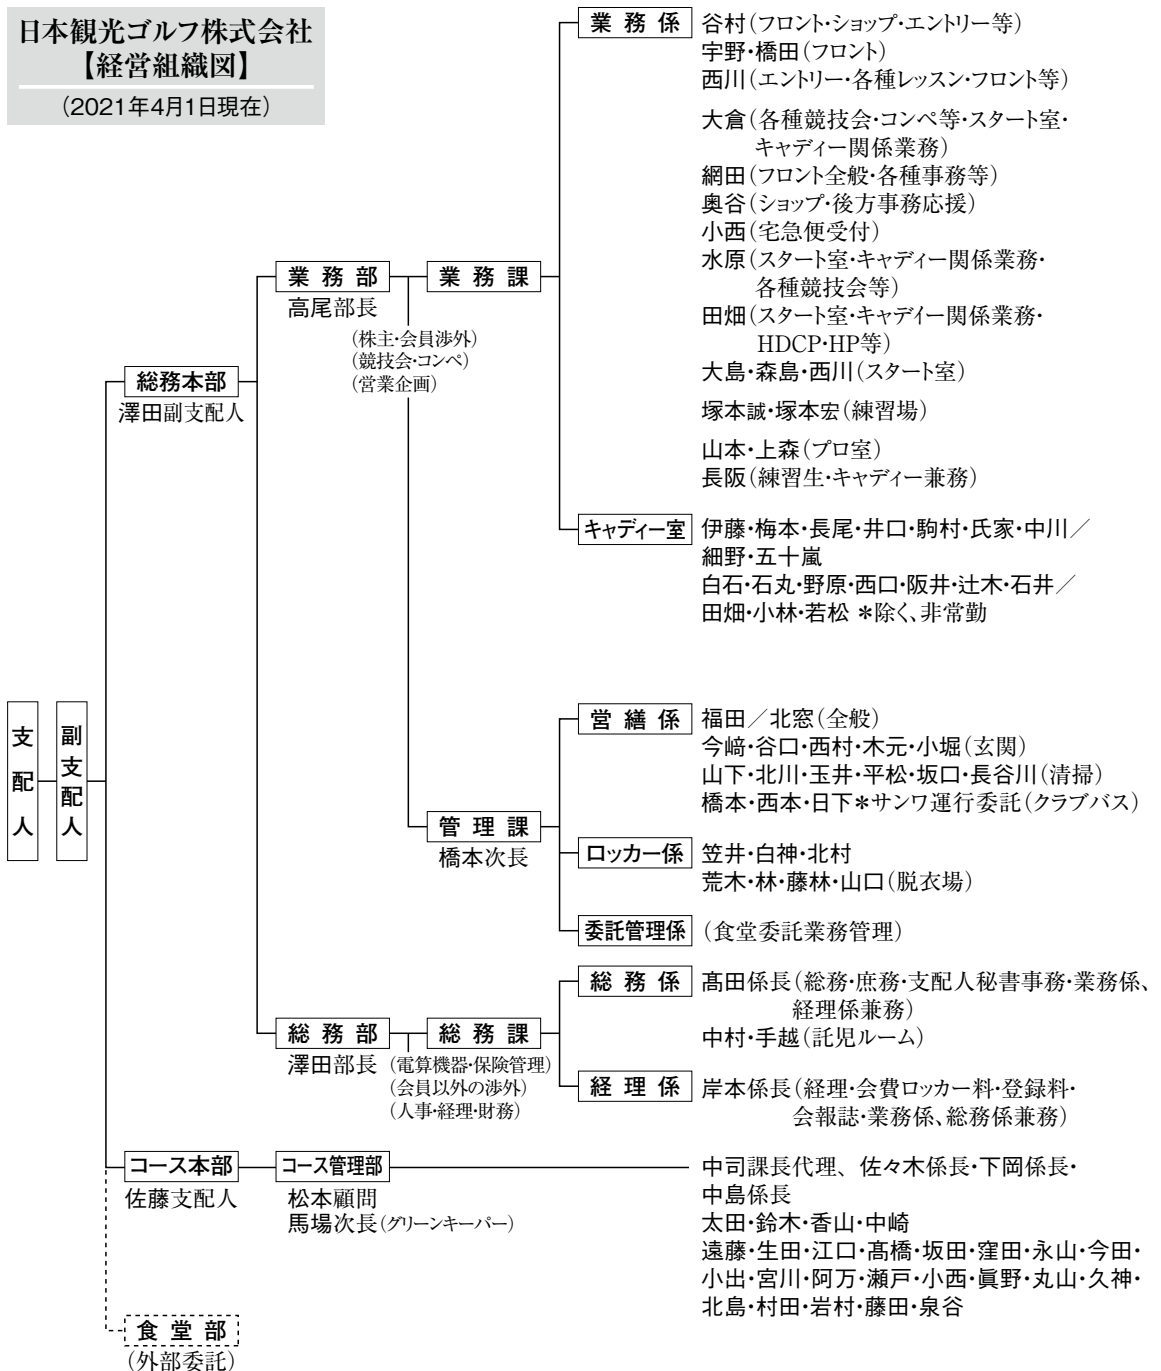 日本観光ゴルフ株式会社
【経営組織図】
(2021年4月1日現在)
支配人
副支配人
総務本部
澤田副支配人
業務部
高尾部長
(株主・会員渉外)
(競技会・コンペ)
(営業企画)
業務課
業務係
谷村(フロント・ショップ・エントリー等)
宇野・橋田(フロント)
西川(エントリー・各種レッスン・フロント等)
大倉(各種競技会・コンペ等・スタート室・
キャディー関係業務)
網田(フロント全般・各種事務等)
奥谷(ショップ・後方事務応援)
小西(宅急便受付)
水原(スタート室・キャディー関係業務・
各種競技会等)
田畑(スタート室・キャディー関係業務・
HDCP・HP等)
大島・森島・西川(スタート室)
塚本誠・塚本宏(練習場)
山本・上森(プロ室)
長阪(練習生・キャディー兼務)
キャディー室
伊藤・梅本・長尾・井口・駒村・氏家・中川／
細野・五十嵐
白石・石丸・野原・西口・阪井・辻木・石井／
田畑・小林・若松 *除く、非常勤
管理課
橋本次長
営繕係
福田／北窓(全般)
今﨑・谷口・西村・木元・小堀(玄関)
山下・北川・玉井・平松・坂口・長谷川(清掃)
橋本・西本・日下*サンワ運行委託(クラブバス)
ロッカー係
笠井・白神・北村
荒木・林・藤林・山口(脱衣場)
委託管理係
(食堂委託業務管理)
総務部
澤田部長
(電算機器・保険管理)
(会員以外の渉外)
(人事・経理・財務)
総務課
総務係
髙田係長(総務・庶務・支配人秘書事務・業務係、
経理係兼務)
中村・手越(託児ルーム)
経理係
岸本係長(経理・会費ロッカー料・登録料・
会報誌・業務係、総務係兼務)
コース本部
佐藤支配人
コース管理部
松本顧問
馬場次長(グリーンキーパー)
中司課長代理、佐々木係長・下岡係長・
中島係長
太田・鈴木・香山・中崎
遠藤・生田・江口・髙橋・坂田・窪田・永山・今田・
小出・宮川・阿万・瀬戸・小西・眞野・丸山・久神・
北島・村田・岩村・藤田・泉谷
食堂部
(外部委託)